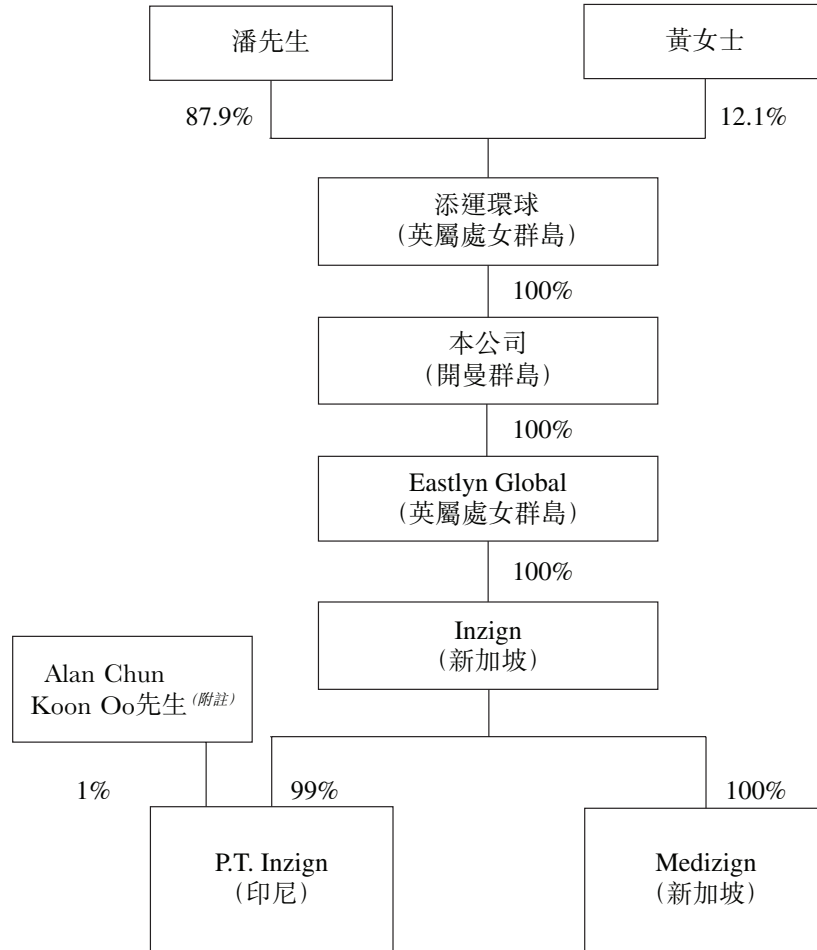 潘先生
黃女士
87.9%
12.1%
添運環球
（英屬處女群島）
100%
本公司
（開曼群島）
100%
Eastlyn Global
（英屬處女群島）
100%
Inzign
（新加坡）
Alan Chun
Koon Oo先生（附註）
1%
99%
100%
P.T. Inzign
（印尼）
Medizign
（新加坡）